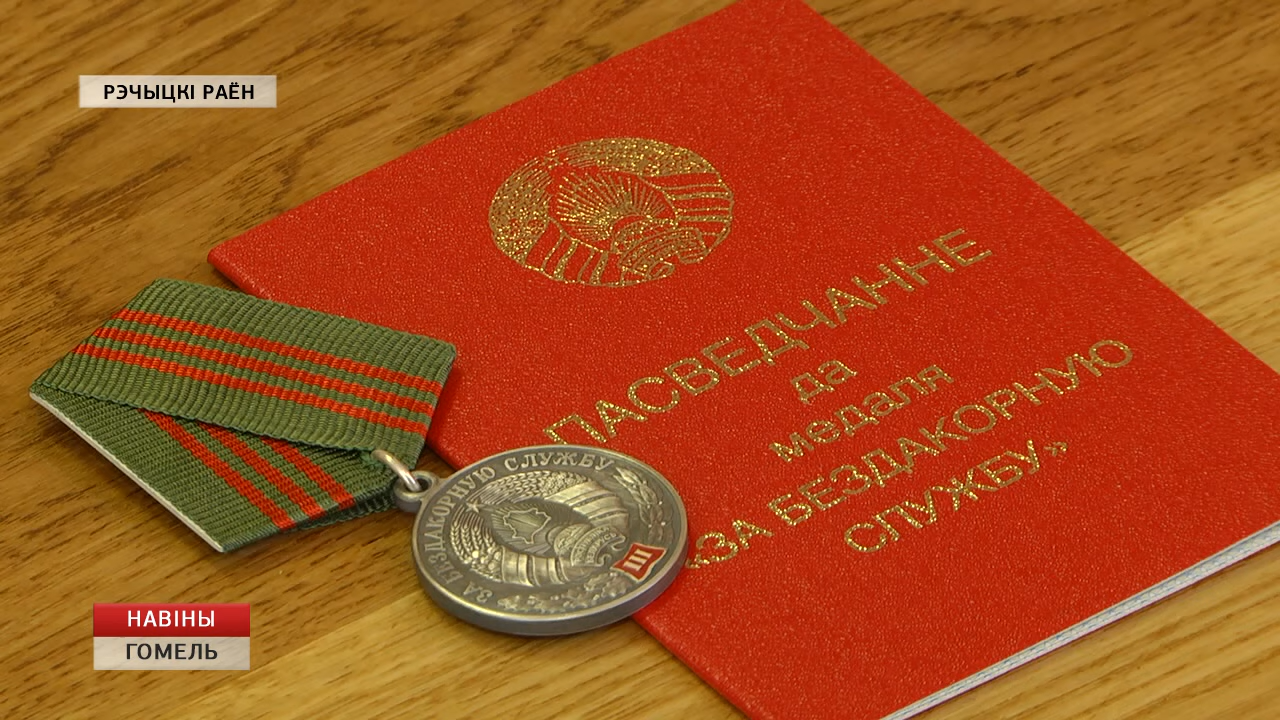 РЭЧЫЦКІ РАЁН
ПАСВЕДЧАННЕ
да
медаля
«ЗА БЕЗДАКОРНУЮ
СЛУЖБУ»
ЗА БЕЗДАКОРНУЮ СЛУЖБУ
III
НАВІНЫ
ГОМЕЛЬ